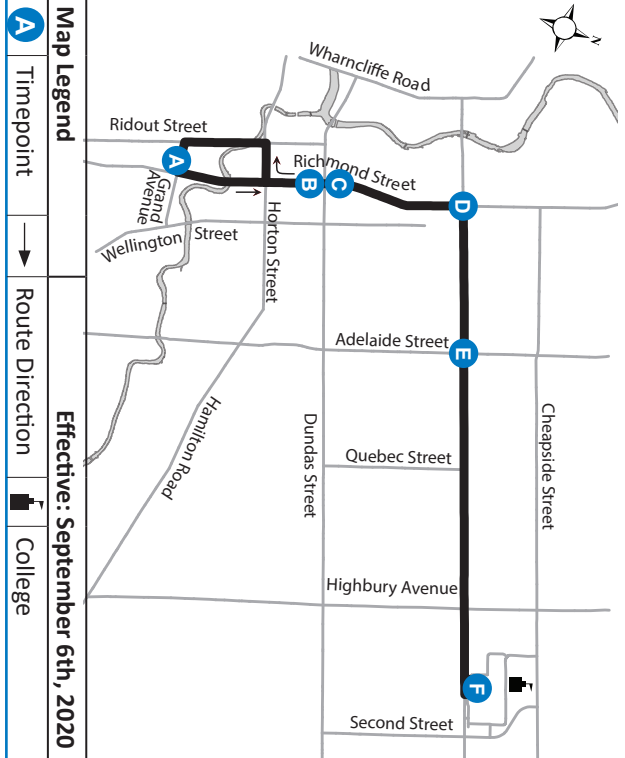 N
Wharncliffe Road
Ridout Street
Richmond Street
A
B
C
D
Grand
Avenue
Wellington Street
Horton Street
Adelaide Street
E
Hamilton Road
Dundas Street
Quebec Street
Cheapside Street
Highbury Avenue
F
Second Street
Map Legend
Effective: September 6th, 2020
A
Timepoint
Route Direction
College